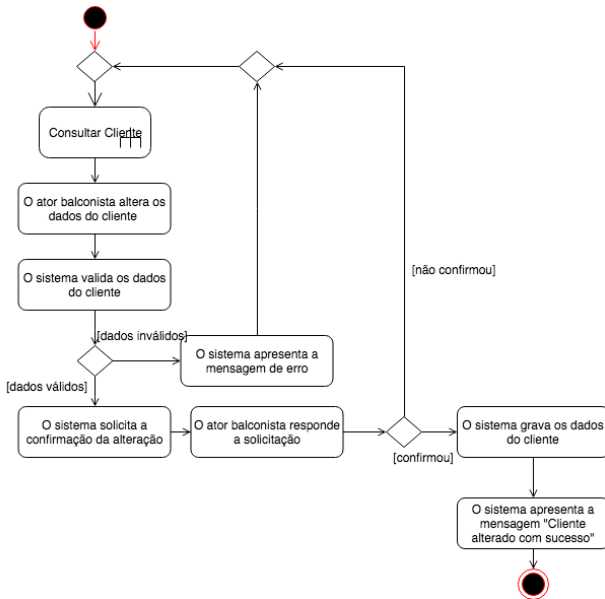 Consultar Cliente
O ator balconista altera os
dados do cliente
O sistema valida os dados
do cliente
[dados inválidos]
O sistema apresenta a
mensagem de erro
[não confirmou]
[dados válidos]
O sistema solicita a
confirmação da alteração
O ator balconista responde
a solicitação
[confirmou]
O sistema grava os dados
do cliente
O sistema apresenta a
mensagem "Cliente
alterado com sucesso"